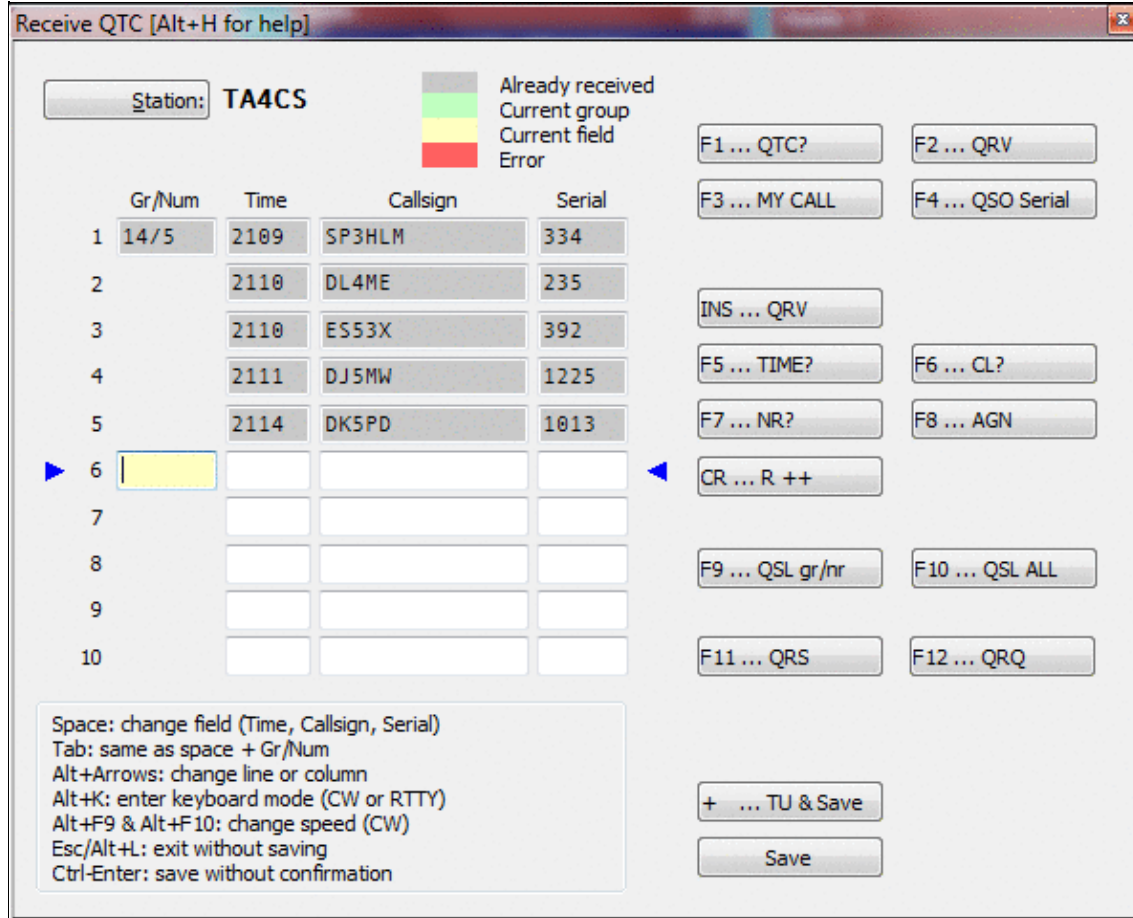 Receive QTC [Alt+H for help]
Station: TA4CS
Already received
Current group
Current field
Error
F1 ... QTC? F2 ... QRV
F3 ... MY CALL F4 ... QSO Serial
Gr/Num Time Callsign Serial
1 14/5 2109 SP3HLM 334
2 2110 DL4ME 235
3 2110 ES53X 392
4 2111 DJ5MW 1225
5 2114 DK5PD 1013
6
7
8
9
10
INS ... QRV
F5 ... TIME? F6 ... CL?
F7 ... NR? F8 ... AGN
CR ... R ++
F9 ... QSL gr/nr F10 ... QSL ALL
F11 ... QRS F12 ... QRQ
Space: change field (Time, Callsign, Serial)
Tab: same as space + Gr/Num
Alt+Arrows: change line or column
Alt+K: enter keyboard mode (CW or RTTY)
Alt+F9 & Alt+F10: change speed (CW)
Esc/Alt+L: exit without saving
Ctrl-Enter: save without confirmation
+ ... TU & Save
Save